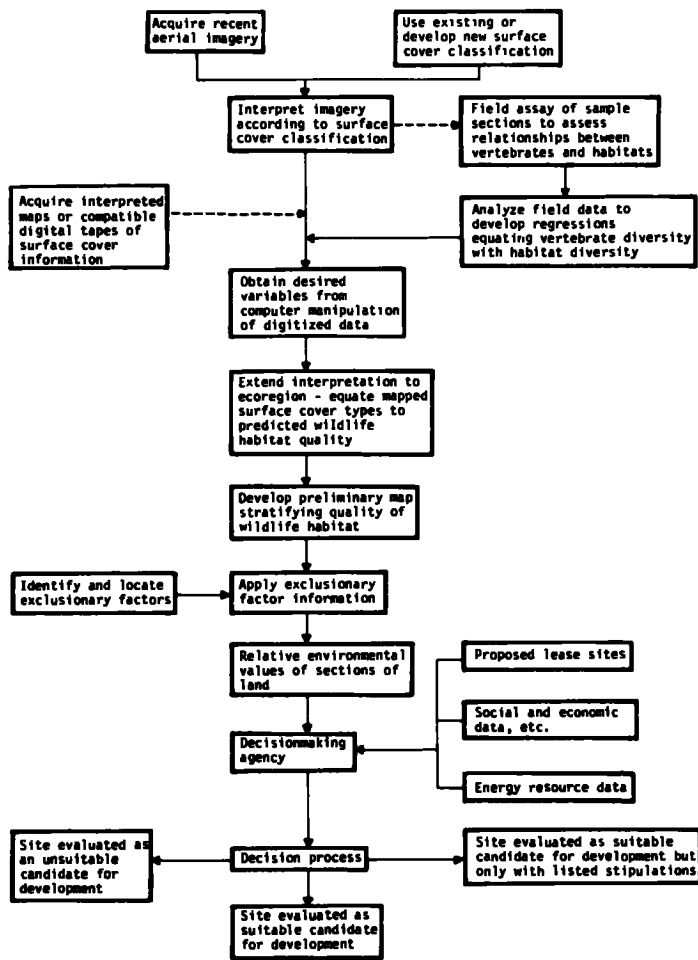 Acquire recent
aerial imagery
Use existing or
develop new surface
cover classification
Interpret imagery
according to surface
cover classification
Field assay of sample
sections to assess
relationships between
vertebrates and habitats
Acquire interpreted
maps or compatible
digital tapes of
surface cover
information
Analyze field data to
develop regressions
equating vertebrate diversity
with habitat diversity
Obtain desired
variables from
computer manipulation
of digitized data
Extend interpretation to
ecoregion - equate mapped
surface cover types to
predicted wildlife
habitat quality
Develop preliminary map
stratifying quality of
wildlife habitat
Identify and locate
exclusionary factors
Apply exclusionary
factor information
Relative environmental
values of sections of
land
Proposed lease sites
Social and economic
data, etc.
Decisionmaking
agency
Energy resource data
Site evaluated as
an unsuitable
candidate for
development
Decision process
Site evaluated as suitable
candidate for development but
only with listed stipulations
Site evaluated as
suitable candidate
for development